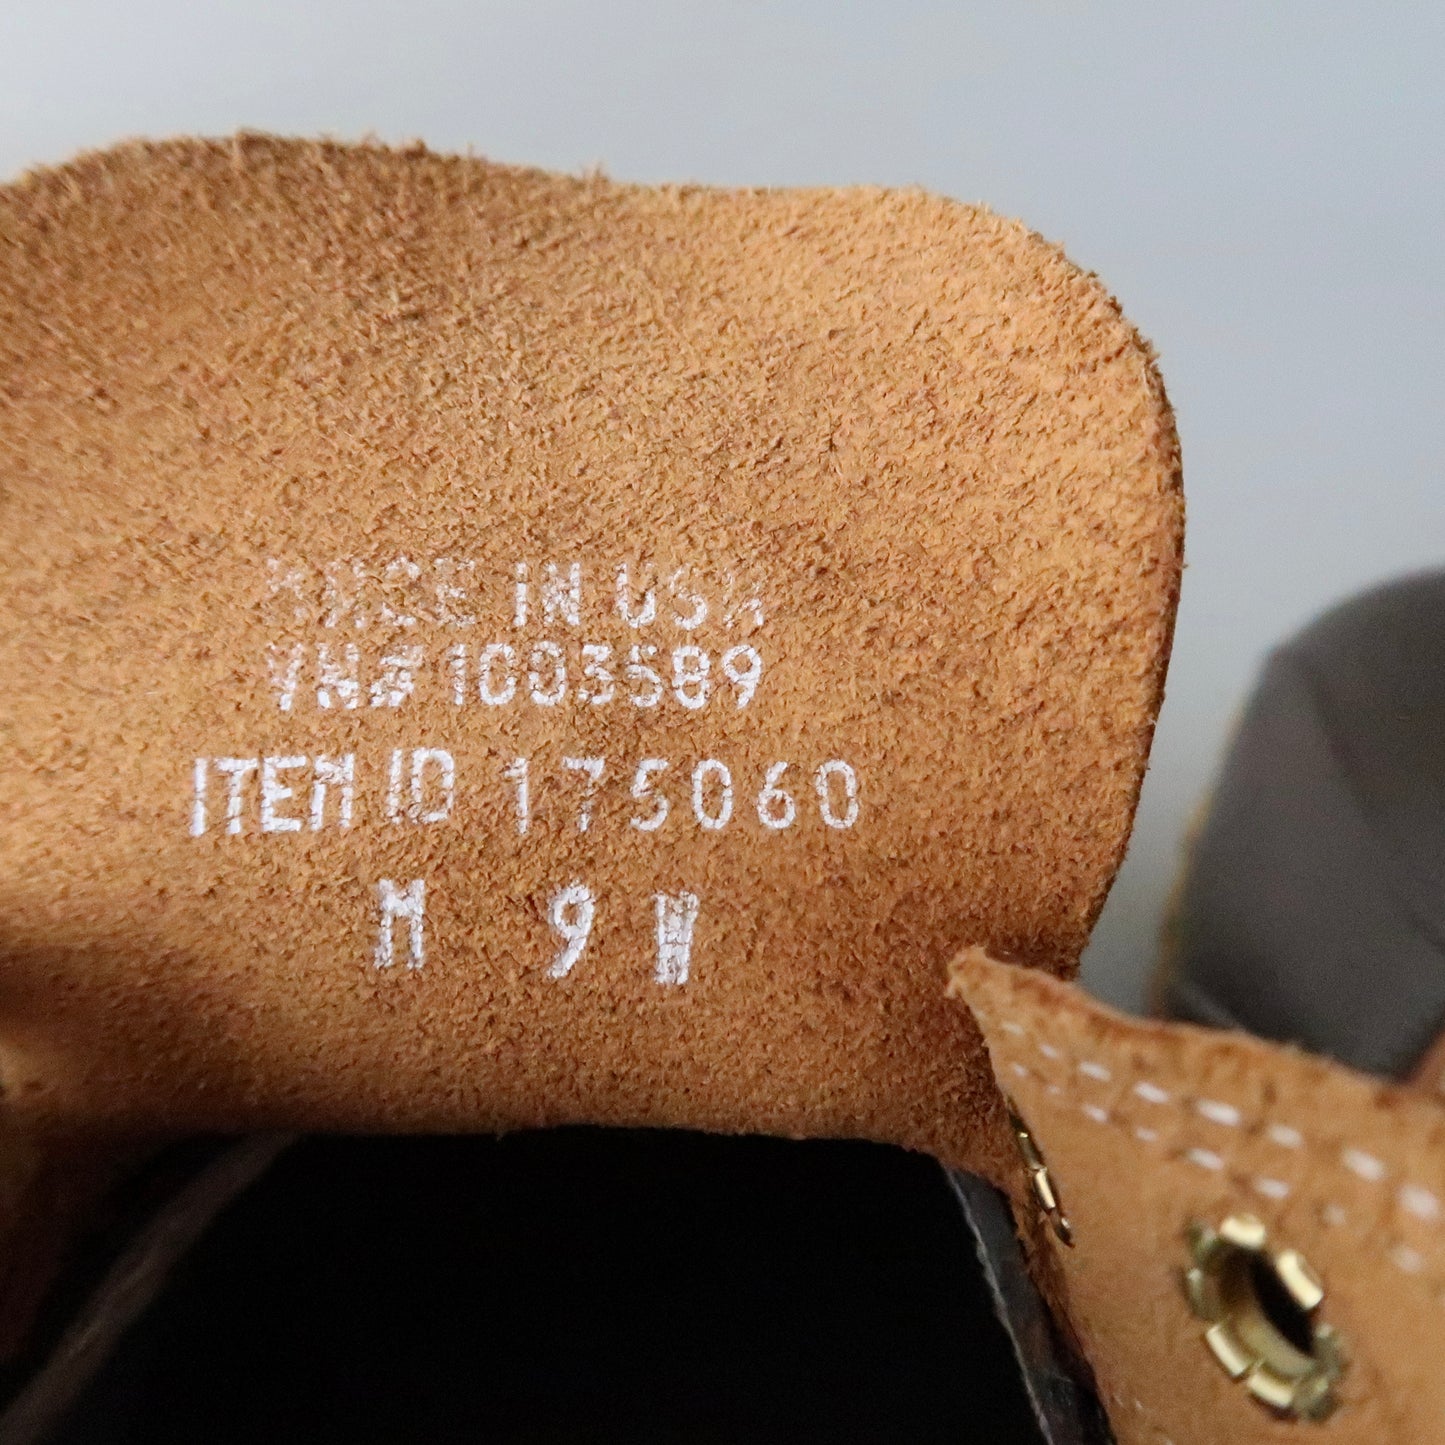 MADE IN USA
VN# 1003589
ITEM ID 175060
M 9 W